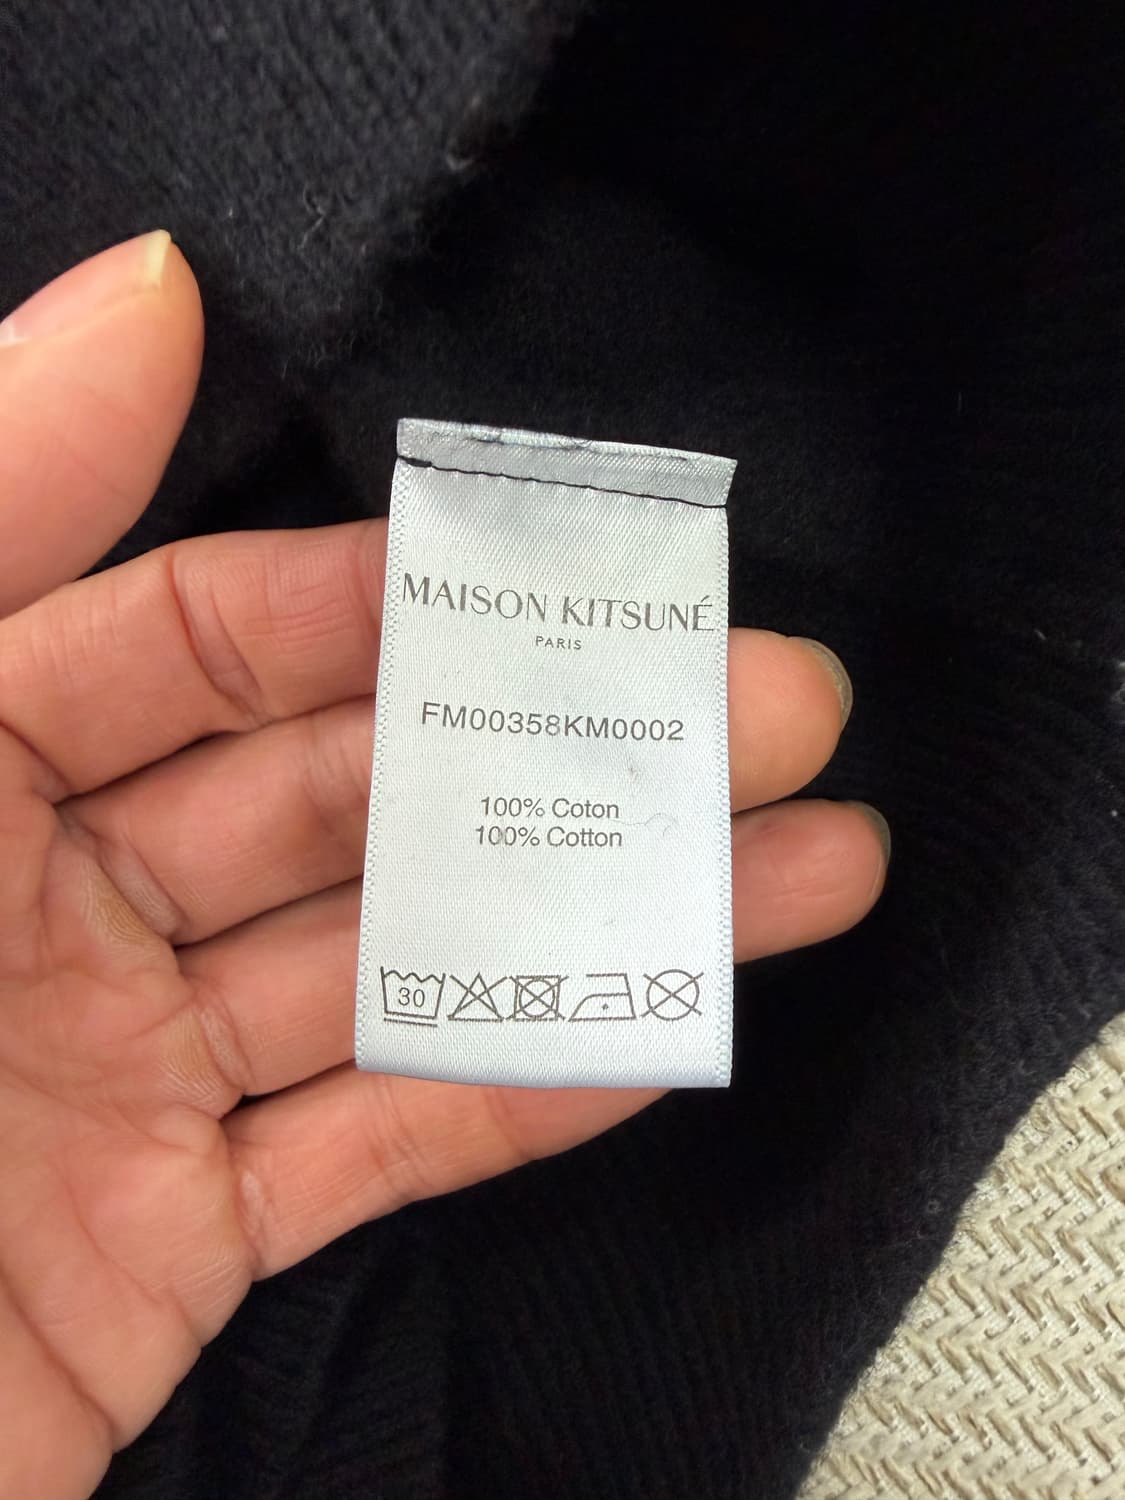 MAISON KITSUNÉ
PARIS
FM00358KM0002
100% Coton
100% Cotton
30